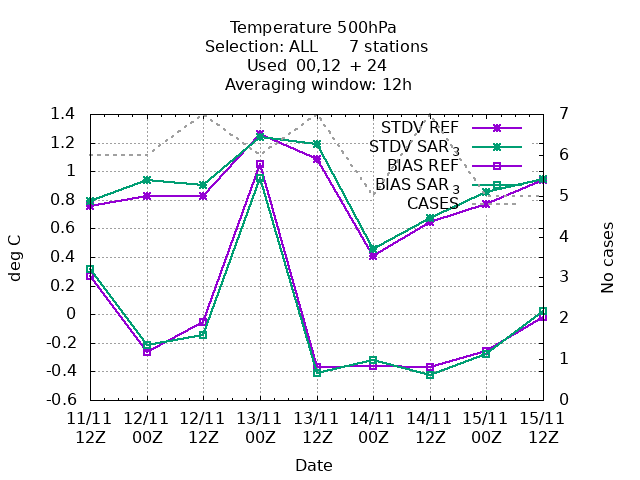 Temperature 500hPa
Selection: ALL 7 stations
Used 00,12 + 24
Averaging window: 12h
1.4
1.2
1
0.8
0.6
0.4
0.2
0
-0.2
-0.4
-0.6
deg C
7
6
5
4
3
2
1
0
No cases
STDV REF
STDV SAR 3
BIAS REF
BIAS SAR 3
CASES
11/11 12/11 12/11 13/11 13/11 14/11 14/11 15/11 15/11
12Z 00Z 12Z 00Z 12Z 00Z 12Z 00Z 12Z
Date